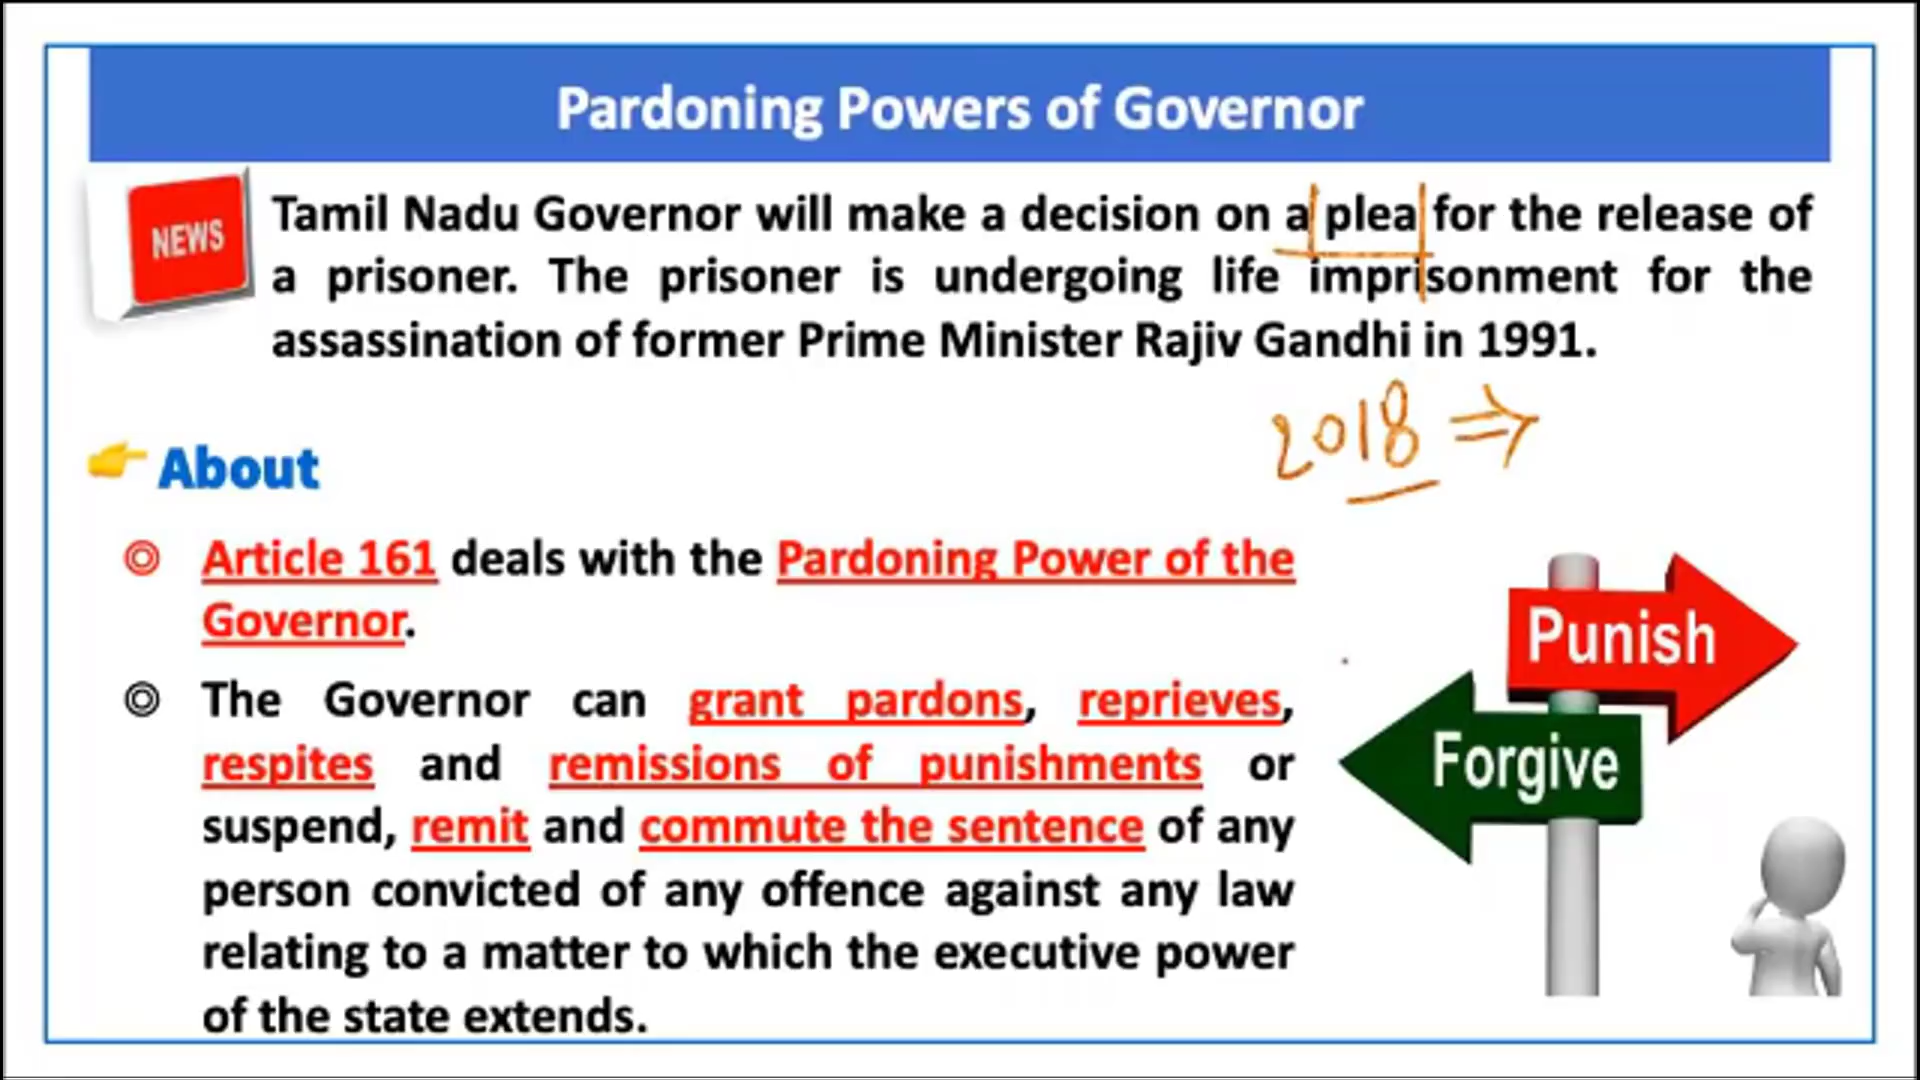 Pardoning Powers of Governor
NEWS
Tamil Nadu Governor will make a decision on a plea for the release of
a prisoner. The prisoner is undergoing life imprisonment for the
assassination of former Prime Minister Rajiv Gandhi in 1991.
2018 ⇒
About
Article 161 deals with the Pardoning Power of the
Governor.
The Governor can grant pardons, reprieves,
respites and remissions of punishments or
suspend, remit and commute the sentence of any
person convicted of any offence against any law
relating to a matter to which the executive power
of the state extends.
Punish
Forgive